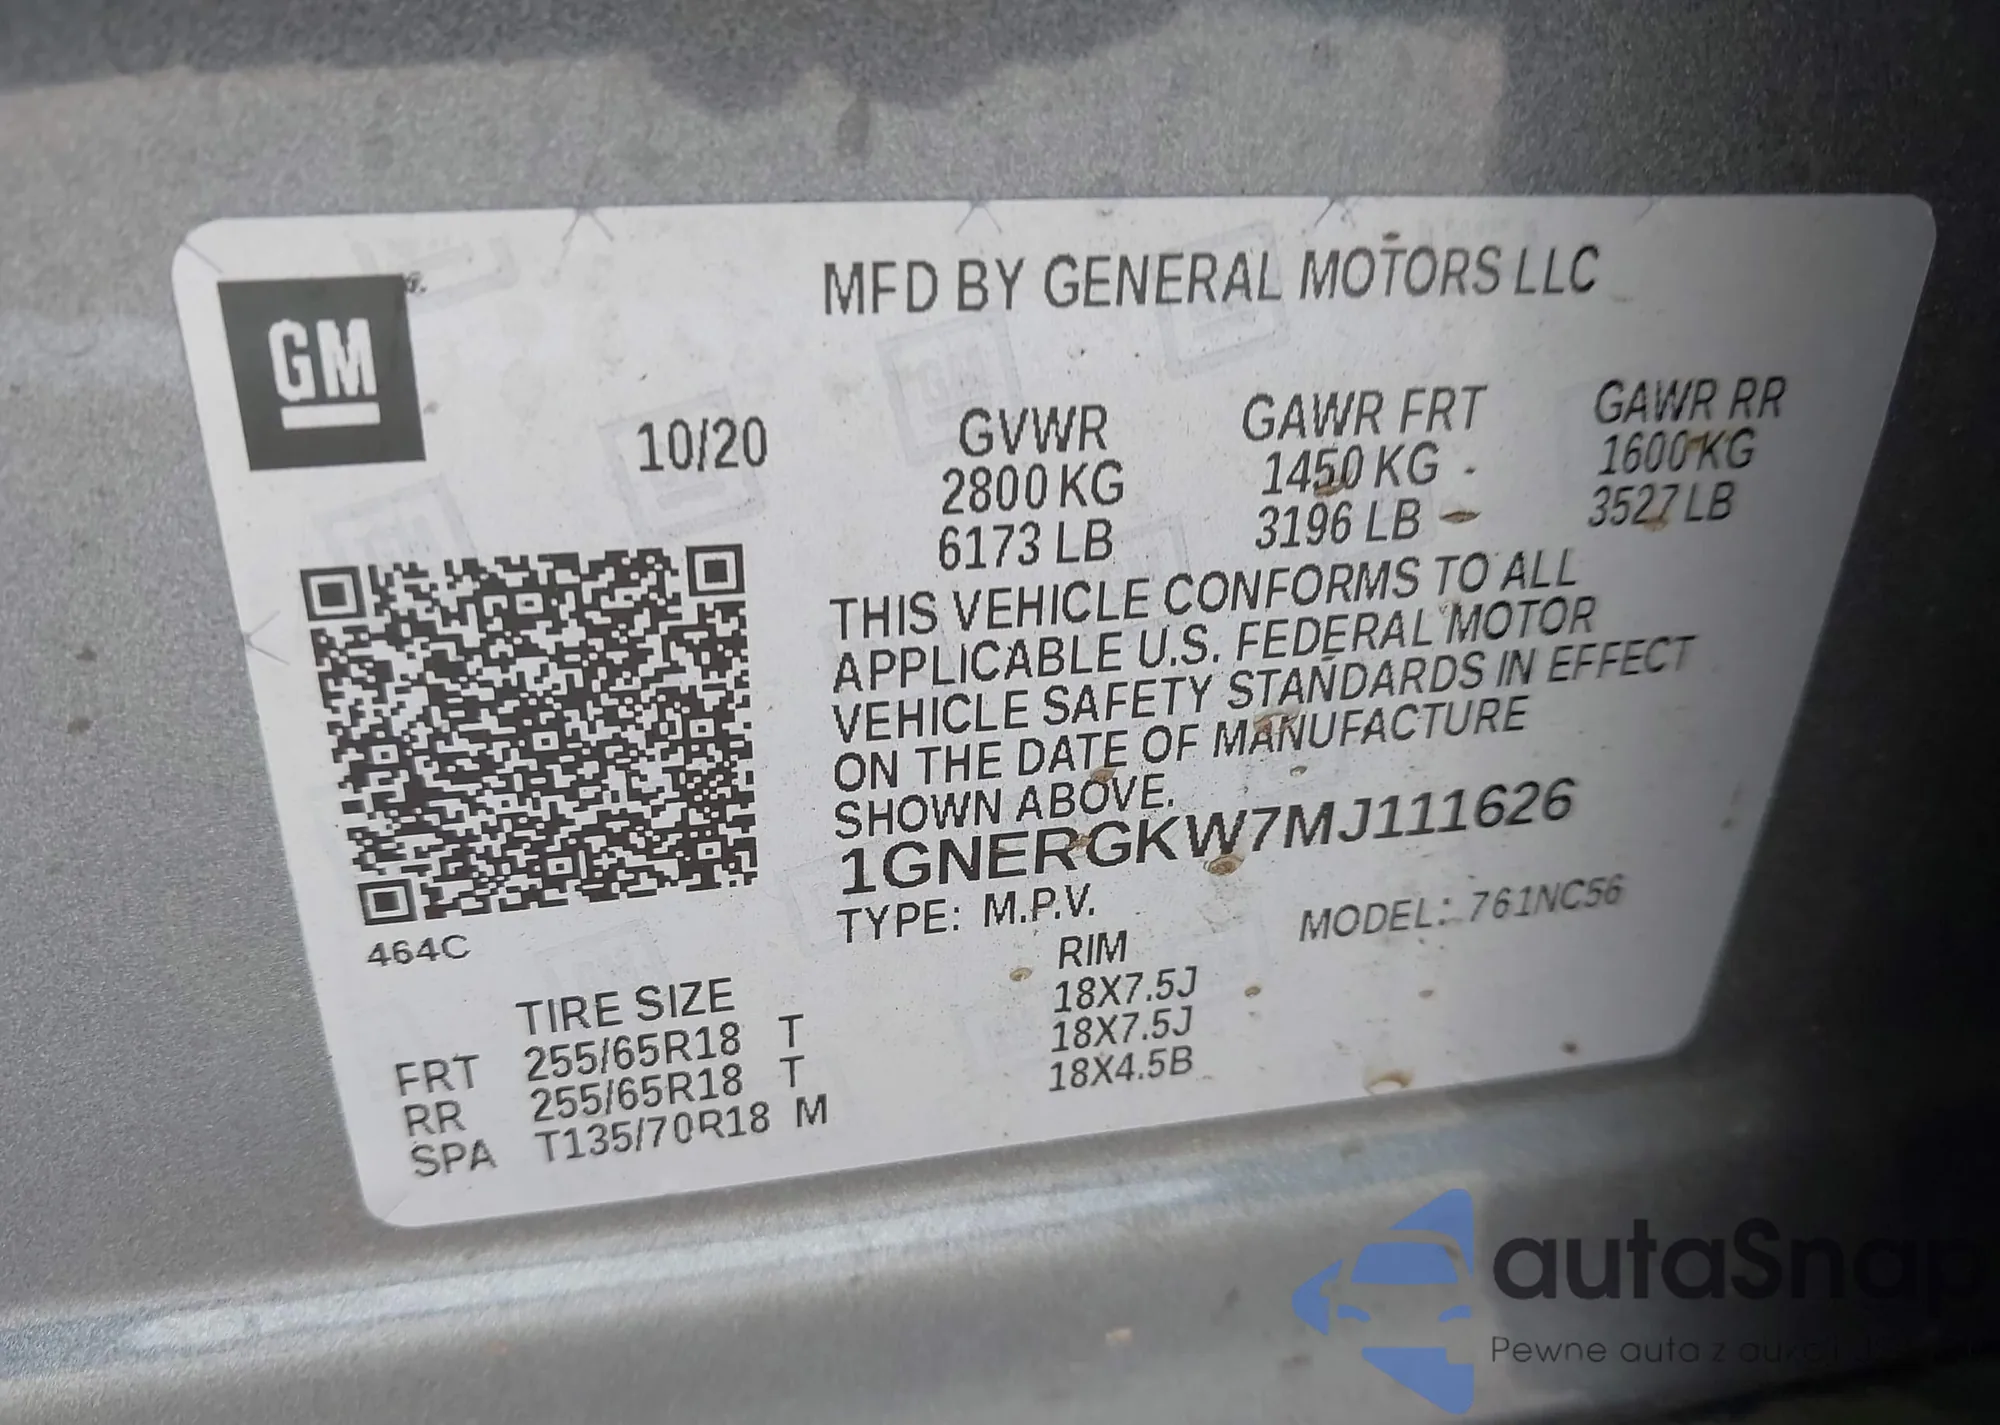 GM
MFD BY GENERAL MOTORS LLC
10/20
GVWR GAWR FRT GAWR RR
2800 KG 1450 KG 1600 KG
6173 LB 3196 LB 3527 LB
THIS VEHICLE CONFORMS TO ALL
APPLICABLE U.S. FEDERAL MOTOR
VEHICLE SAFETY STANDARDS IN EFFECT
ON THE DATE OF MANUFACTURE
SHOWN ABOVE.
1GNERGKW7MJ111626
TYPE: M.P.V. MODEL: 761NC56
464C
TIRE SIZE RIM
FRT 255/65R18 T 18X7.5J
RR 255/65R18 T 18X7.5J
SPA T135/70R18 M 18X4.5B
autaSnap
Pewne auta z aukcji